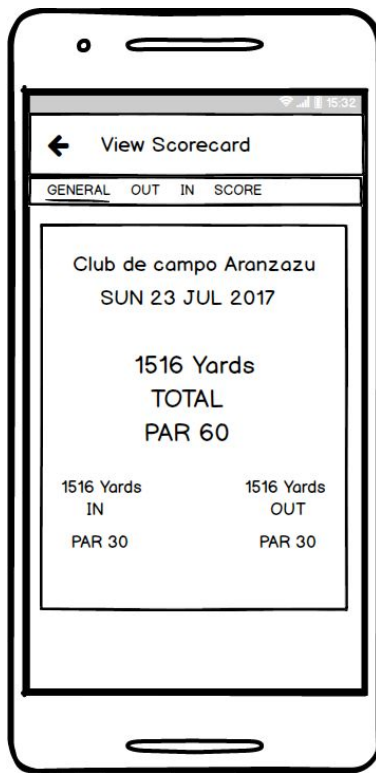 15:32
View Scorecard
GENERAL OUT IN SCORE
Club de campo Aranzazu
SUN 23 JUL 2017
1516 Yards
TOTAL
PAR 60
1516 Yards 1516 Yards
IN OUT
PAR 30 PAR 30